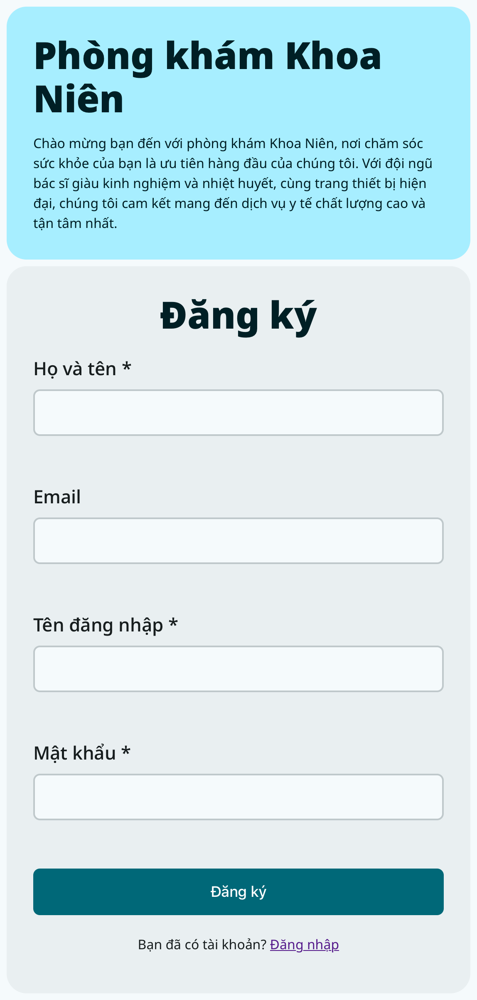 Phòng khám Khoa
Niên
Chào mừng bạn đến với phòng khám Khoa Niên, nơi chăm sóc
sức khỏe của bạn là ưu tiên hàng đầu của chúng tôi. Với đội ngũ
bác sĩ giàu kinh nghiệm và nhiệt huyết, cùng trang thiết bị hiện
đại, chúng tôi cam kết mang đến dịch vụ y tế chất lượng cao và
tận tâm nhất.
Đăng ký
Họ và tên *
Email
Tên đăng nhập *
Mật khẩu *
Đăng ký
Bạn đã có tài khoản? Đăng nhập